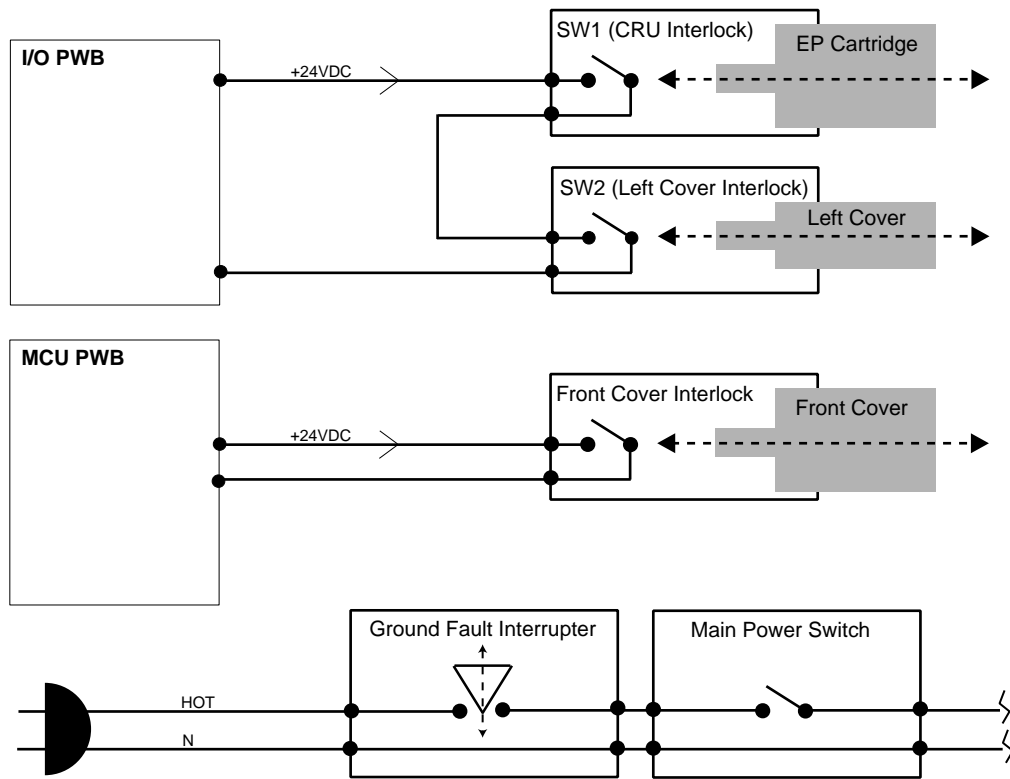 I/O PWB
+24VDC
SW1 (CRU Interlock)
EP Cartridge
SW2 (Left Cover Interlock)
Left Cover
MCU PWB
+24VDC
Front Cover Interlock
Front Cover
Ground Fault Interrupter
Main Power Switch
HOT
N